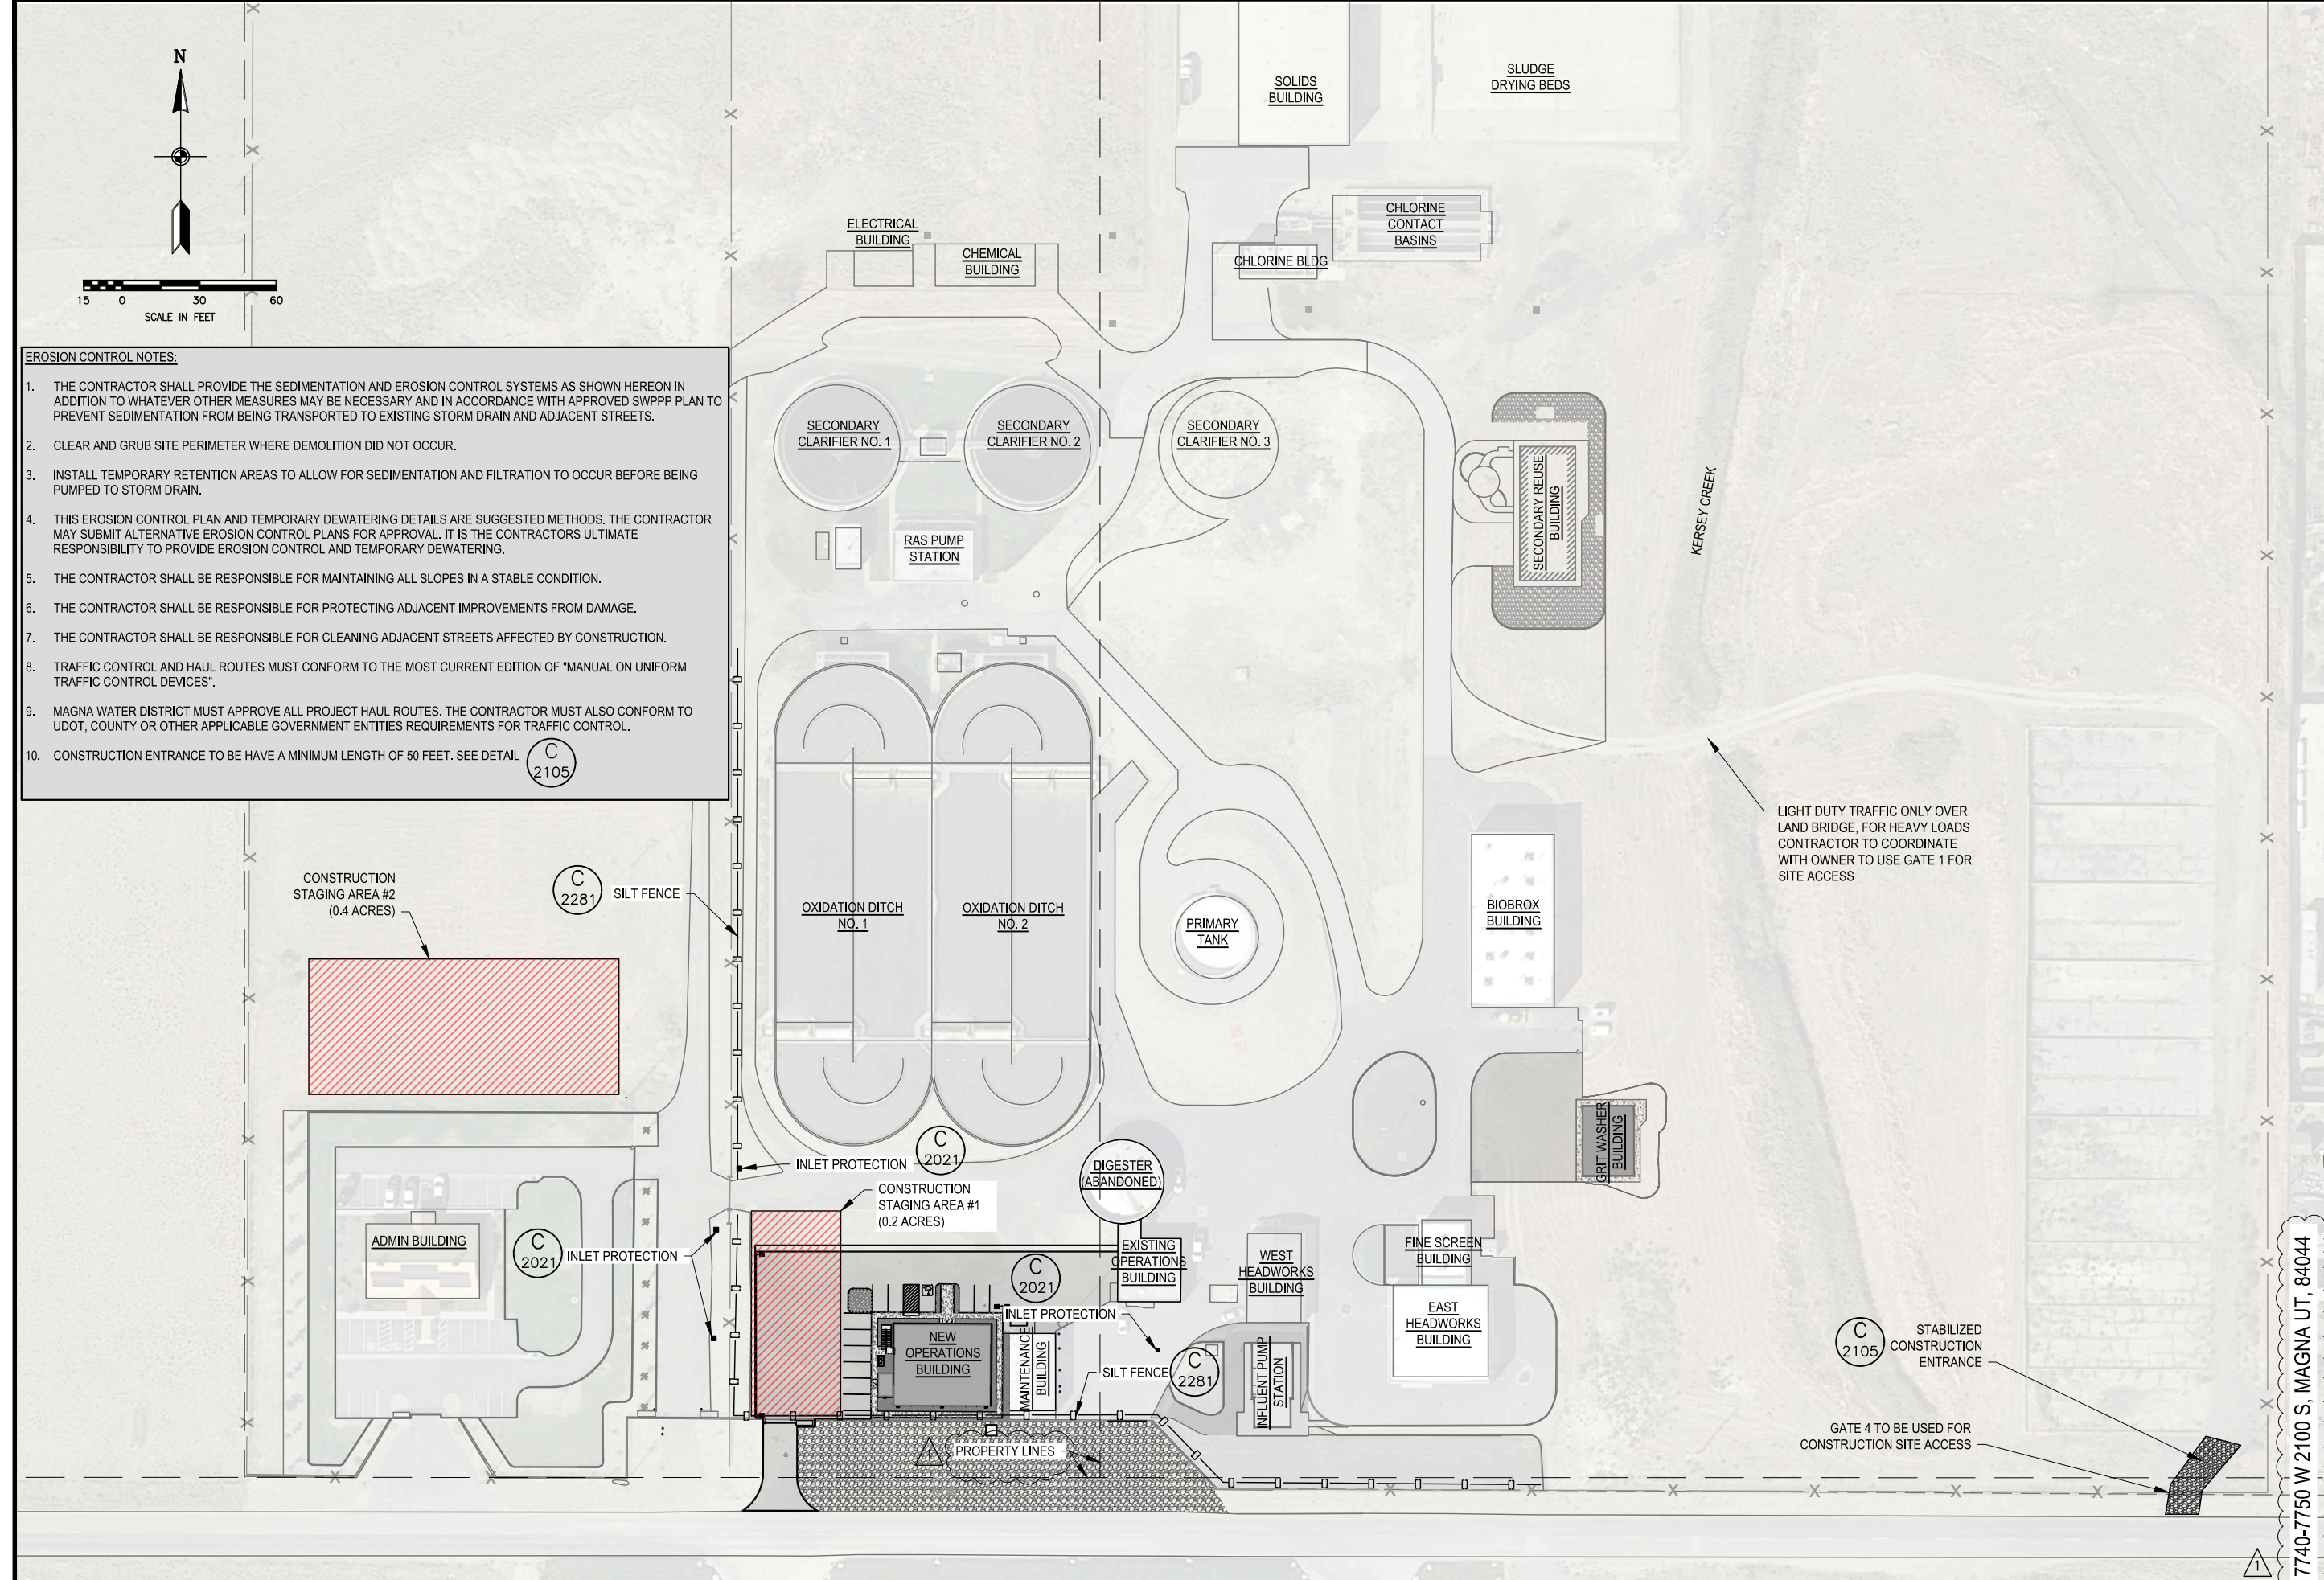 N
15 0 30 60
SCALE IN FEET
EROSION CONTROL NOTES:
1. THE CONTRACTOR SHALL PROVIDE THE SEDIMENTATION AND EROSION CONTROL SYSTEMS AS SHOWN HEREON IN
ADDITION TO WHATEVER OTHER MEASURES MAY BE NECESSARY AND IN ACCORDANCE WITH APPROVED SWPPP PLAN TO
PREVENT SEDIMENTATION FROM BEING TRANSPORTED TO EXISTING STORM DRAIN AND ADJACENT STREETS.
2. CLEAR AND GRUB SITE PERIMETER WHERE DEMOLITION DID NOT OCCUR.
3. INSTALL TEMPORARY RETENTION AREAS TO ALLOW FOR SEDIMENTATION AND FILTRATION TO OCCUR BEFORE BEING
PUMPED TO STORM DRAIN.
4. THIS EROSION CONTROL PLAN AND TEMPORARY DEWATERING DETAILS ARE SUGGESTED METHODS. THE CONTRACTOR
MAY SUBMIT ALTERNATIVE EROSION CONTROL PLANS FOR APPROVAL. IT IS THE CONTRACTORS ULTIMATE
RESPONSIBILITY TO PROVIDE EROSION CONTROL AND TEMPORARY DEWATERING.
5. THE CONTRACTOR SHALL BE RESPONSIBLE FOR MAINTAINING ALL SLOPES IN A STABLE CONDITION.
6. THE CONTRACTOR SHALL BE RESPONSIBLE FOR PROTECTING ADJACENT IMPROVEMENTS FROM DAMAGE.
7. THE CONTRACTOR SHALL BE RESPONSIBLE FOR CLEANING ADJACENT STREETS AFFECTED BY CONSTRUCTION.
8. TRAFFIC CONTROL AND HAUL ROUTES MUST CONFORM TO THE MOST CURRENT EDITION OF "MANUAL ON UNIFORM
TRAFFIC CONTROL DEVICES".
9. MAGNA WATER DISTRICT MUST APPROVE ALL PROJECT HAUL ROUTES. THE CONTRACTOR MUST ALSO CONFORM TO
UDOT, COUNTY OR OTHER APPLICABLE GOVERNMENT ENTITIES REQUIREMENTS FOR TRAFFIC CONTROL.
10. CONSTRUCTION ENTRANCE TO BE HAVE A MINIMUM LENGTH OF 50 FEET. SEE DETAIL
C
2105
SOLIDS
BUILDING
SLUDGE
DRYING BEDS
ELECTRICAL
BUILDING
CHEMICAL
BUILDING
CHLORINE
CONTACT
BASINS
CHLORINE BLDG
SECONDARY
CLARIFIER NO. 1
SECONDARY
CLARIFIER NO. 2
SECONDARY
CLARIFIER NO. 3
SECONDARY REUSE
BUILDING
KERSEY CREEK
RAS PUMP
STATION
LIGHT DUTY TRAFFIC ONLY OVER
LAND BRIDGE, FOR HEAVY LOADS
CONTRACTOR TO COORDINATE
WITH OWNER TO USE GATE 1 FOR
SITE ACCESS
CONSTRUCTION
STAGING AREA #2
(0.4 ACRES)
C
2281
SILT FENCE
OXIDATION DITCH
NO. 1
OXIDATION DITCH
NO. 2
PRIMARY
TANK
BIOBROX
BUILDING
GRIT WASHER
BUILDING
INLET PROTECTION
C
2021
DIGESTER
(ABANDONED)
CONSTRUCTION
STAGING AREA #1
(0.2 ACRES)
ADMIN BUILDING
C
2021
INLET PROTECTION
EXISTING
OPERATIONS
BUILDING
C
2021
INLET PROTECTION
WEST
HEADWORKS
BUILDING
FINE SCREEN
BUILDING
EAST
HEADWORKS
BUILDING
NEW
OPERATIONS
BUILDING
MAINTENANCE
BUILDING
SILT FENCE
C
2281
INFLUENT PUMP
STATION
C
2105
STABILIZED
CONSTRUCTION
ENTRANCE
GATE 4 TO BE USED FOR
CONSTRUCTION SITE ACCESS
1
PROPERTY LINES
7740-7750 W 2100 S, MAGNA UT, 84044
1